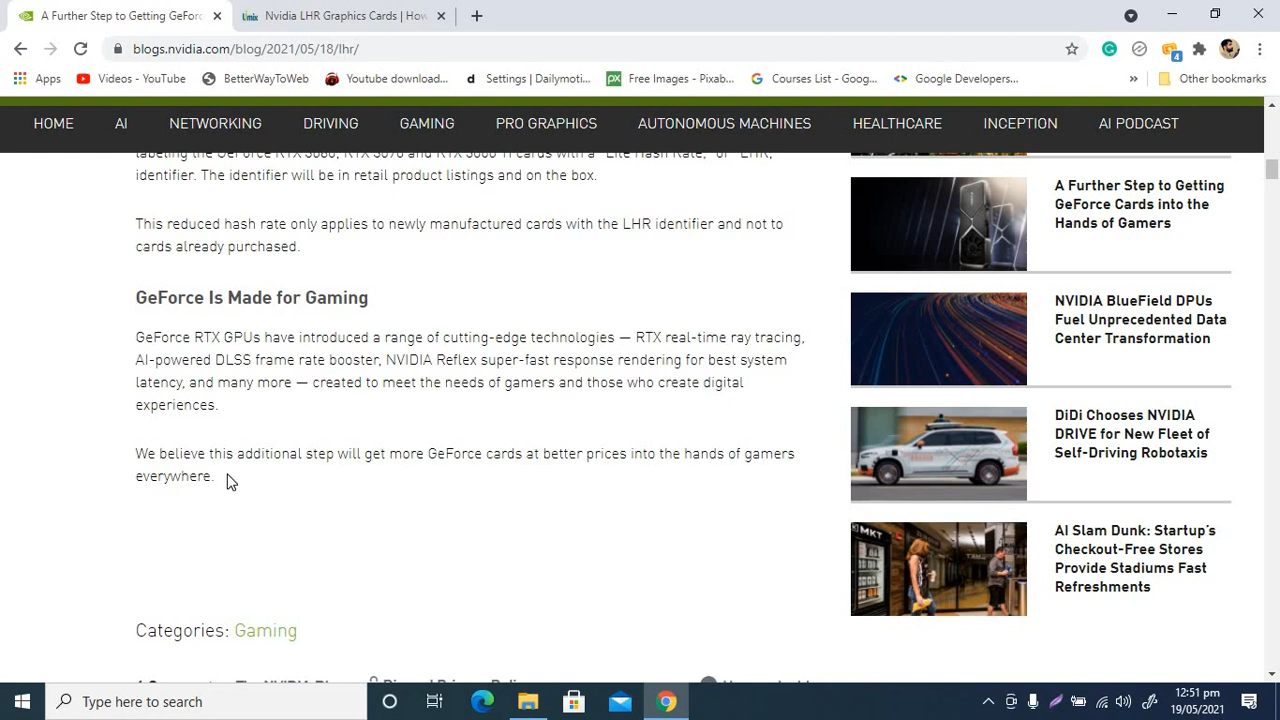 A Further Step to Getting GeForc
Nvidia LHR Graphics Cards | How
blogs.nvidia.com/blog/2021/05/18/lhr/
4
Apps
Videos - YouTube
BetterWayToWeb
Youtube download...
d Settings | Dailymoti...
px Free Images - Pixab...
Courses List - Goog...
Google Developers...
»
Other bookmarks
HOME
AI
NETWORKING
DRIVING
GAMING
PRO GRAPHICS
AUTONOMOUS MACHINES
HEALTHCARE
INCEPTION
AI PODCAST
labeling the GeForce RTX 3080, RTX 3070 and RTX 3060 Ti cards with a "Lite Hash Rate," or "LHR,"
identifier. The identifier will be in retail product listings and on the box.
This reduced hash rate only applies to newly manufactured cards with the LHR identifier and not to
cards already purchased.
GeForce Is Made for Gaming
GeForce RTX GPUs have introduced a range of cutting-edge technologies — RTX real-time ray tracing,
AI-powered DLSS frame rate booster, NVIDIA Reflex super-fast response rendering for best system
latency, and many more — created to meet the needs of gamers and those who create digital
experiences.
We believe this additional step will get more GeForce cards at better prices into the hands of gamers
everywhere.
Categories: Gaming
A Further Step to Getting
GeForce Cards into the
Hands of Gamers
NVIDIA BlueField DPUs
Fuel Unprecedented Data
Center Transformation
DiDi Chooses NVIDIA
DRIVE for New Fleet of
Self-Driving Robotaxis
MKT
AI Slam Dunk: Startup's
Checkout-Free Stores
Provide Stadiums Fast
Refreshments
Type here to search
12:51 pm
19/05/2021